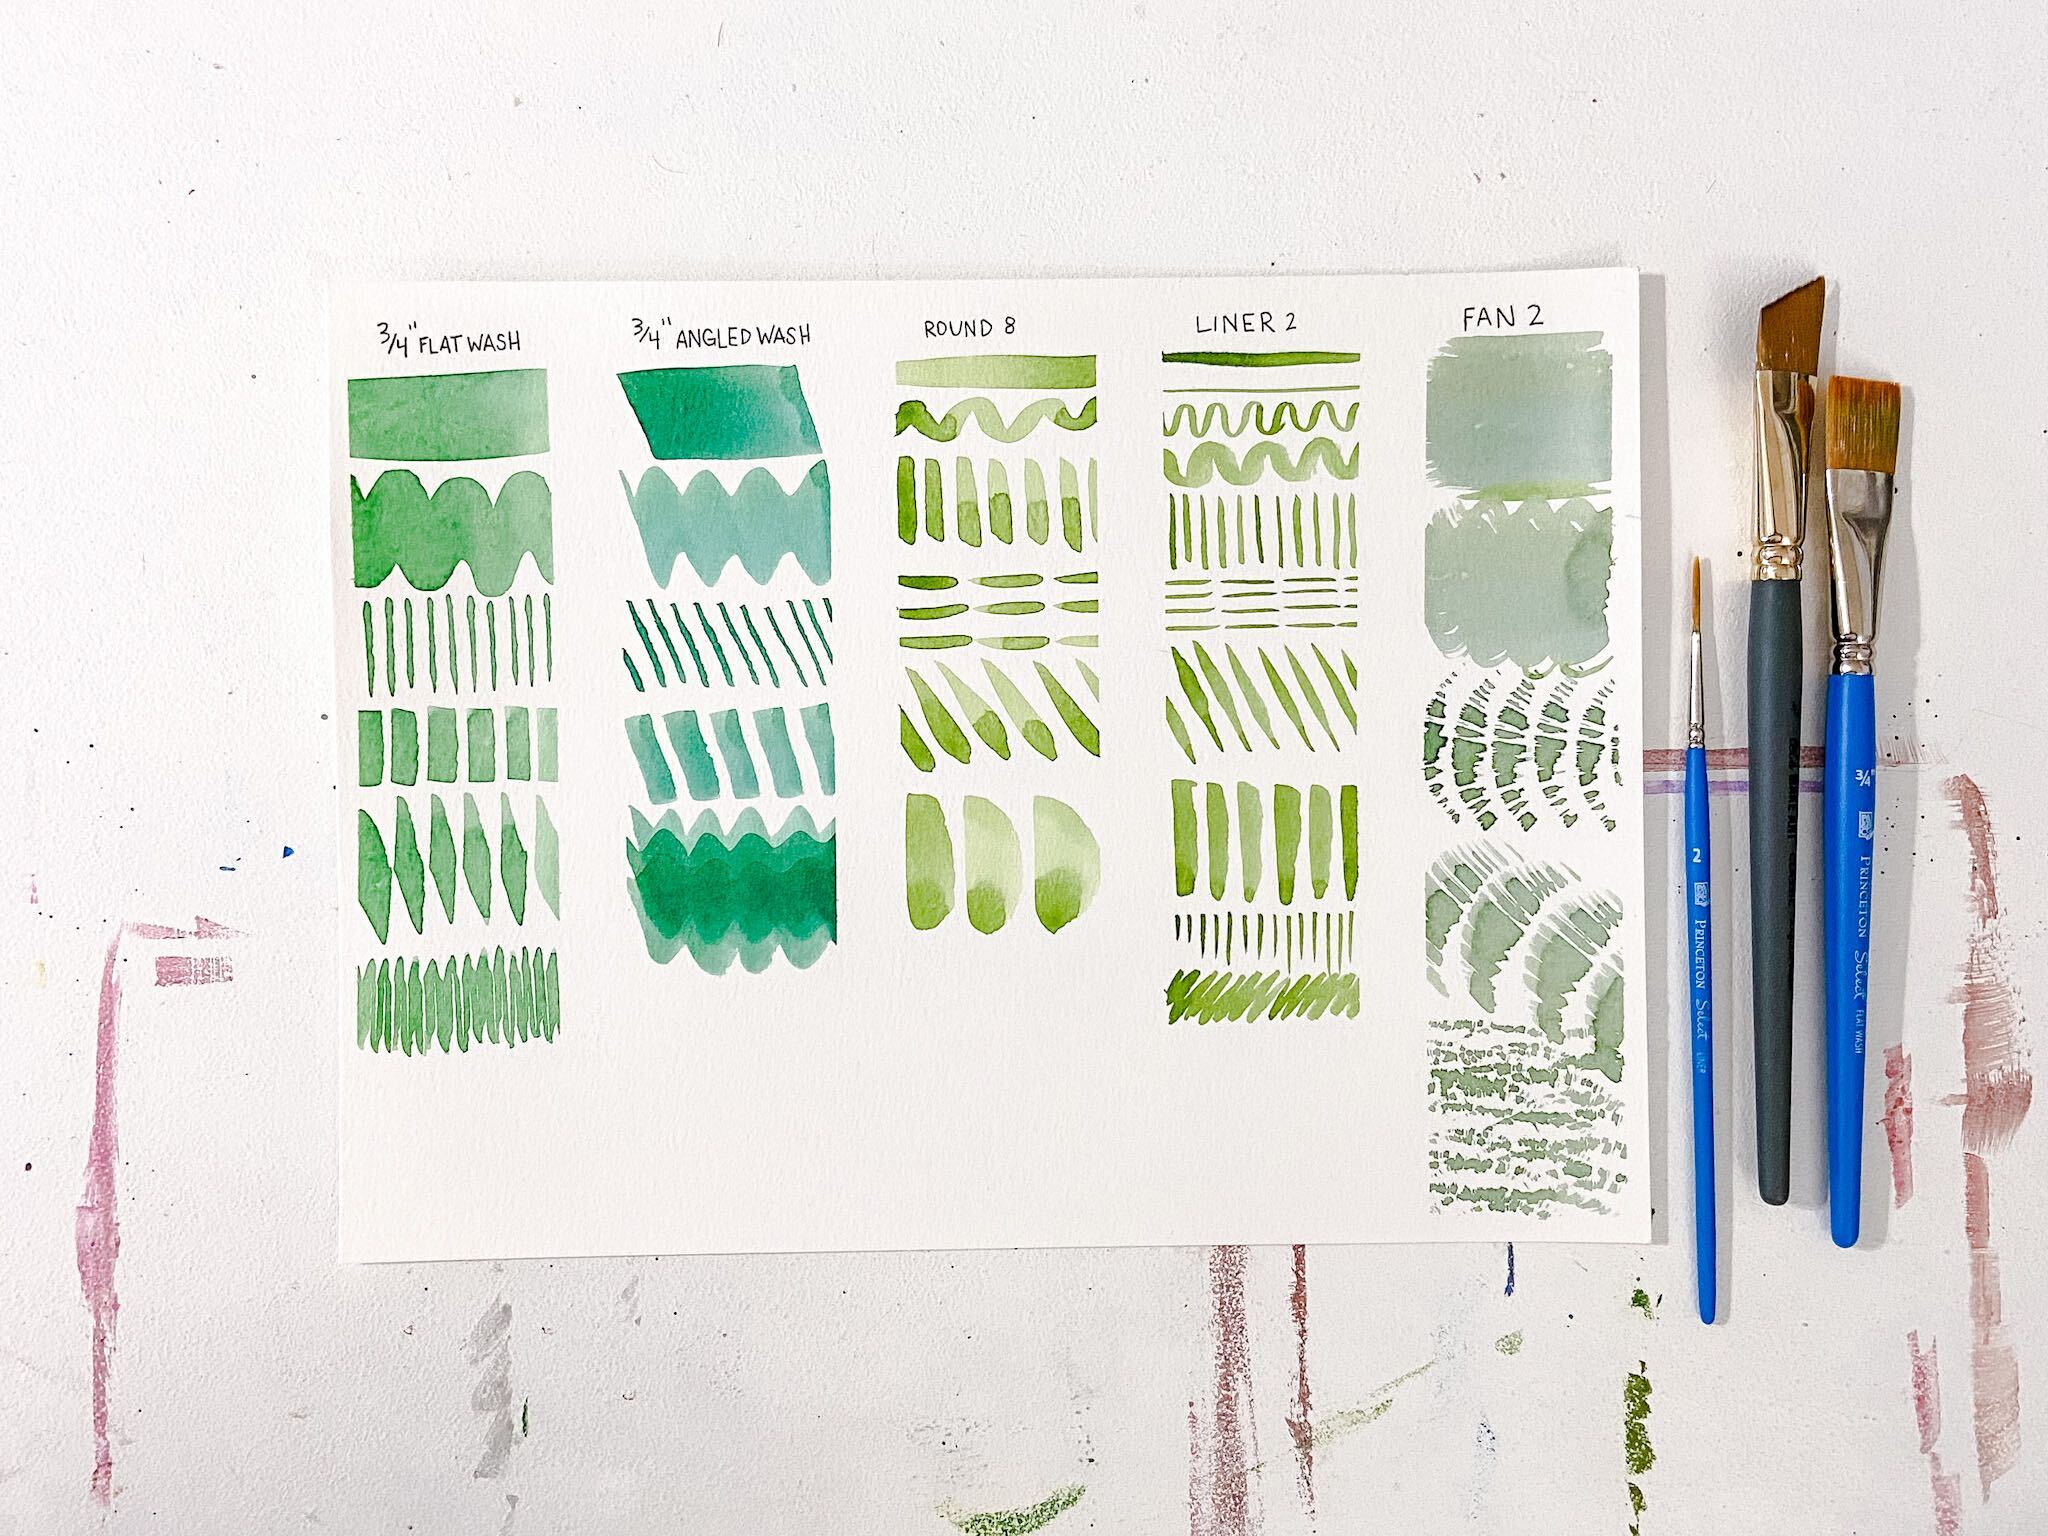 3/4" FLAT WASH
3/4" ANGLED WASH
ROUND 8
LINER 2
FAN 2
2
PRINCETON Select LINER
3/4"
PRINCETON Select FLAT WASH